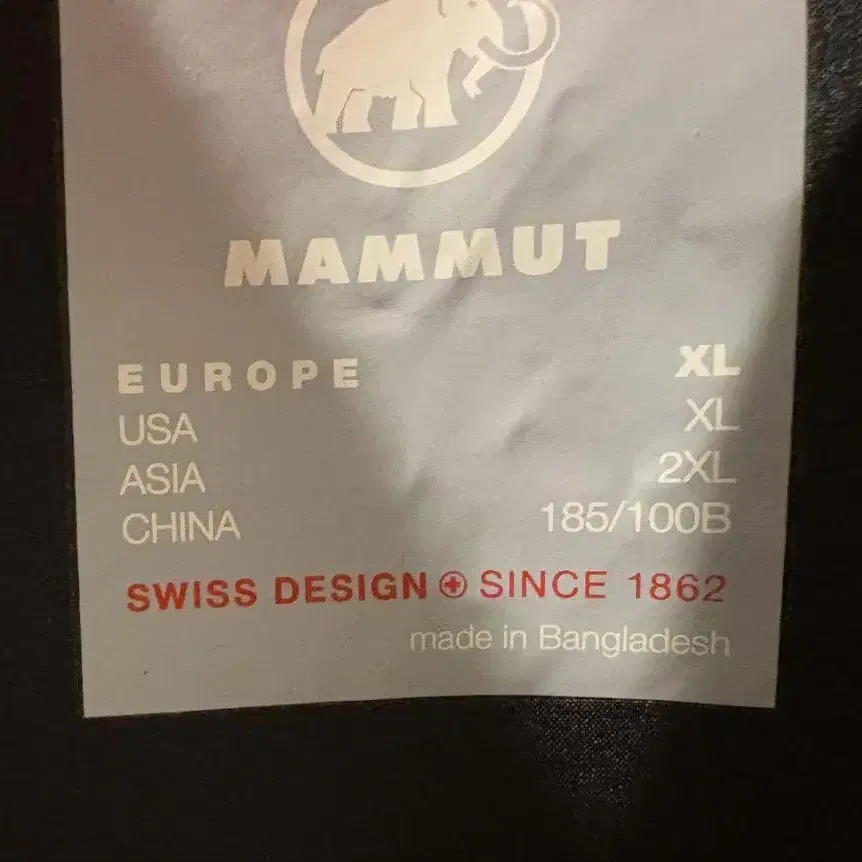 MAMMUT
EUROPE XL
USA XL
ASIA 2XL
CHINA 185/100B
SWISS DESIGN SINCE 1862
made in Bangladesh